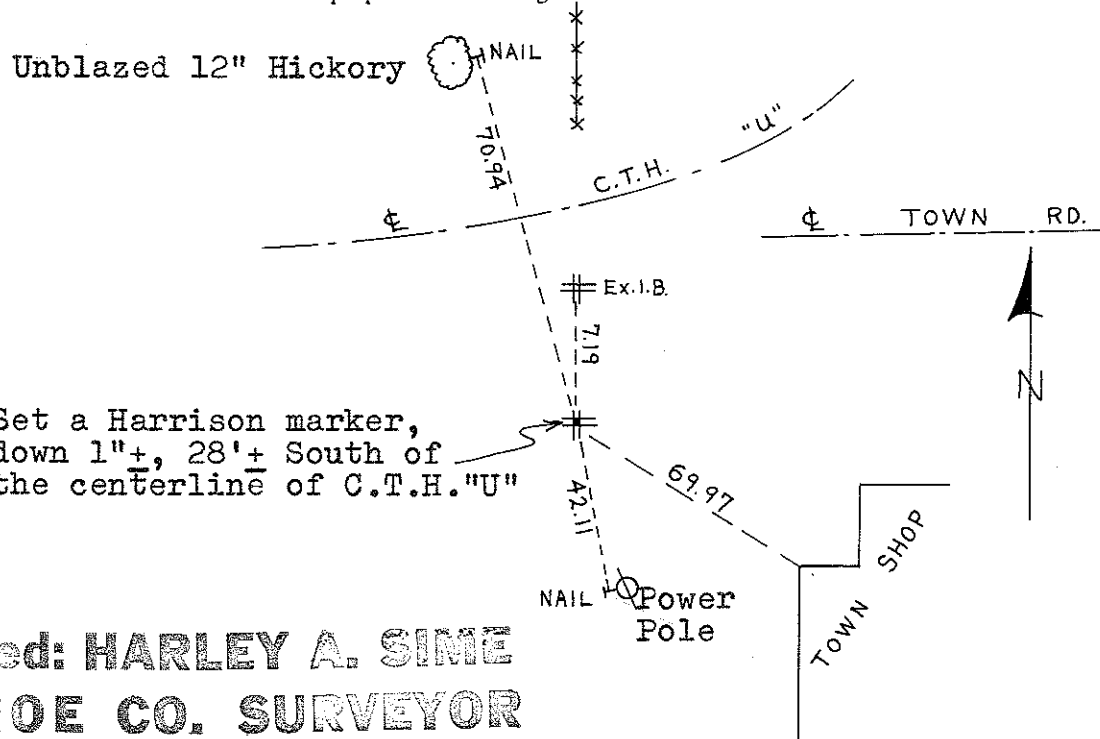 Unblazed 12" Hickory
NAIL
70.94
"U"
C.T.H.
℄
℄ TOWN RD.
Ex.I.B.
7.19
N
Set a Harrison marker,
down 1"±, 28'± South of
the centerline of C.T.H."U"
69.97
42.11
TOWN SHOP
NAIL
Power
Pole
HARLEY A. SIME
CO. SURVEYOR